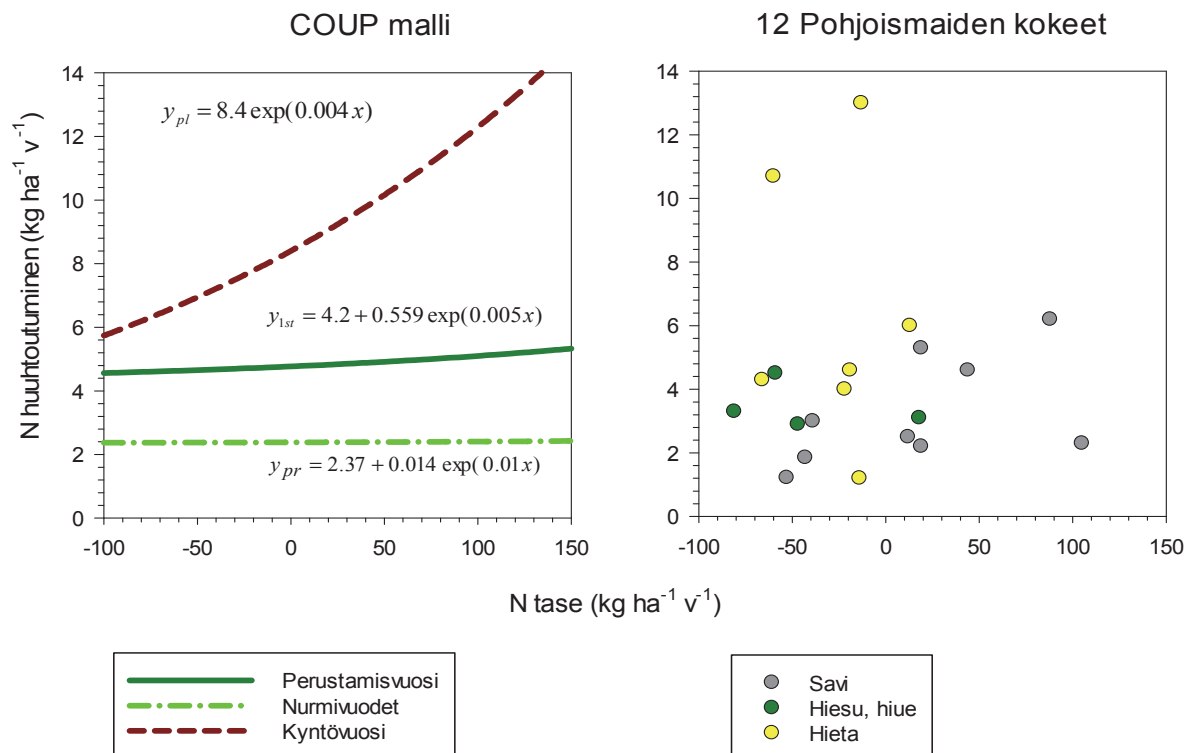 COUP malli
12 Pohjoismaiden kokeet
N huuhtoutuminen (kg ha⁻¹ v⁻¹)
14
12
10
8
6
4
2
0
-100
-50
0
50
100
150
y_pl = 8.4 exp(0.004x)
y_1st = 4.2 + 0.559 exp(0.005x)
y_pr = 2.37 + 0.014 exp(0.01x)
14
12
10
8
6
4
2
0
-100
-50
0
50
100
150
N tase (kg ha⁻¹ v⁻¹)
Perustamisvuosi
Nurmivuodet
Kyntövuosi
Savi
Hiesu, hiue
Hieta